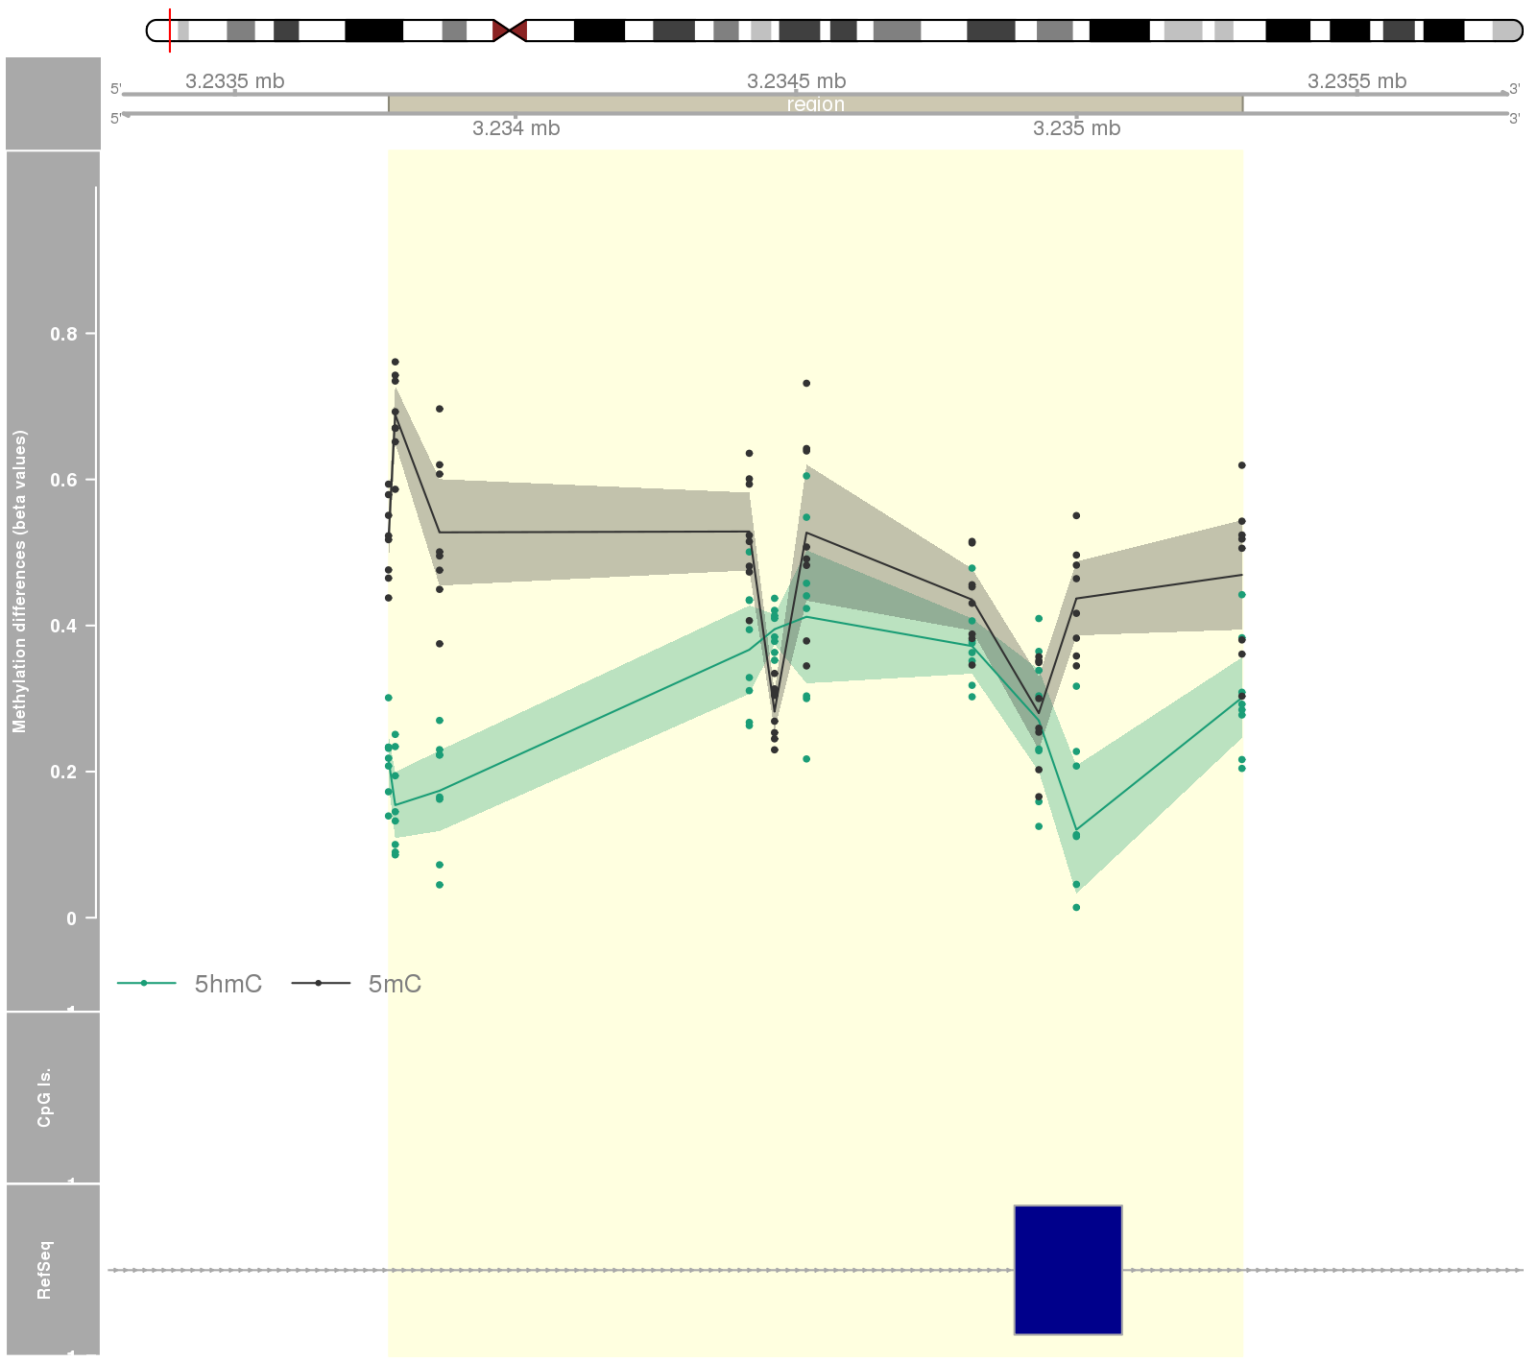 3.2335 mb 3.2345 mb 3.2355 mb
5' 3'
region
5' 3'
3.234 mb 3.235 mb
Methylation differences (beta values)
0.8
0.6
0.4
0.2
0
5hmC 5mC
CpG Is.
RefSeq